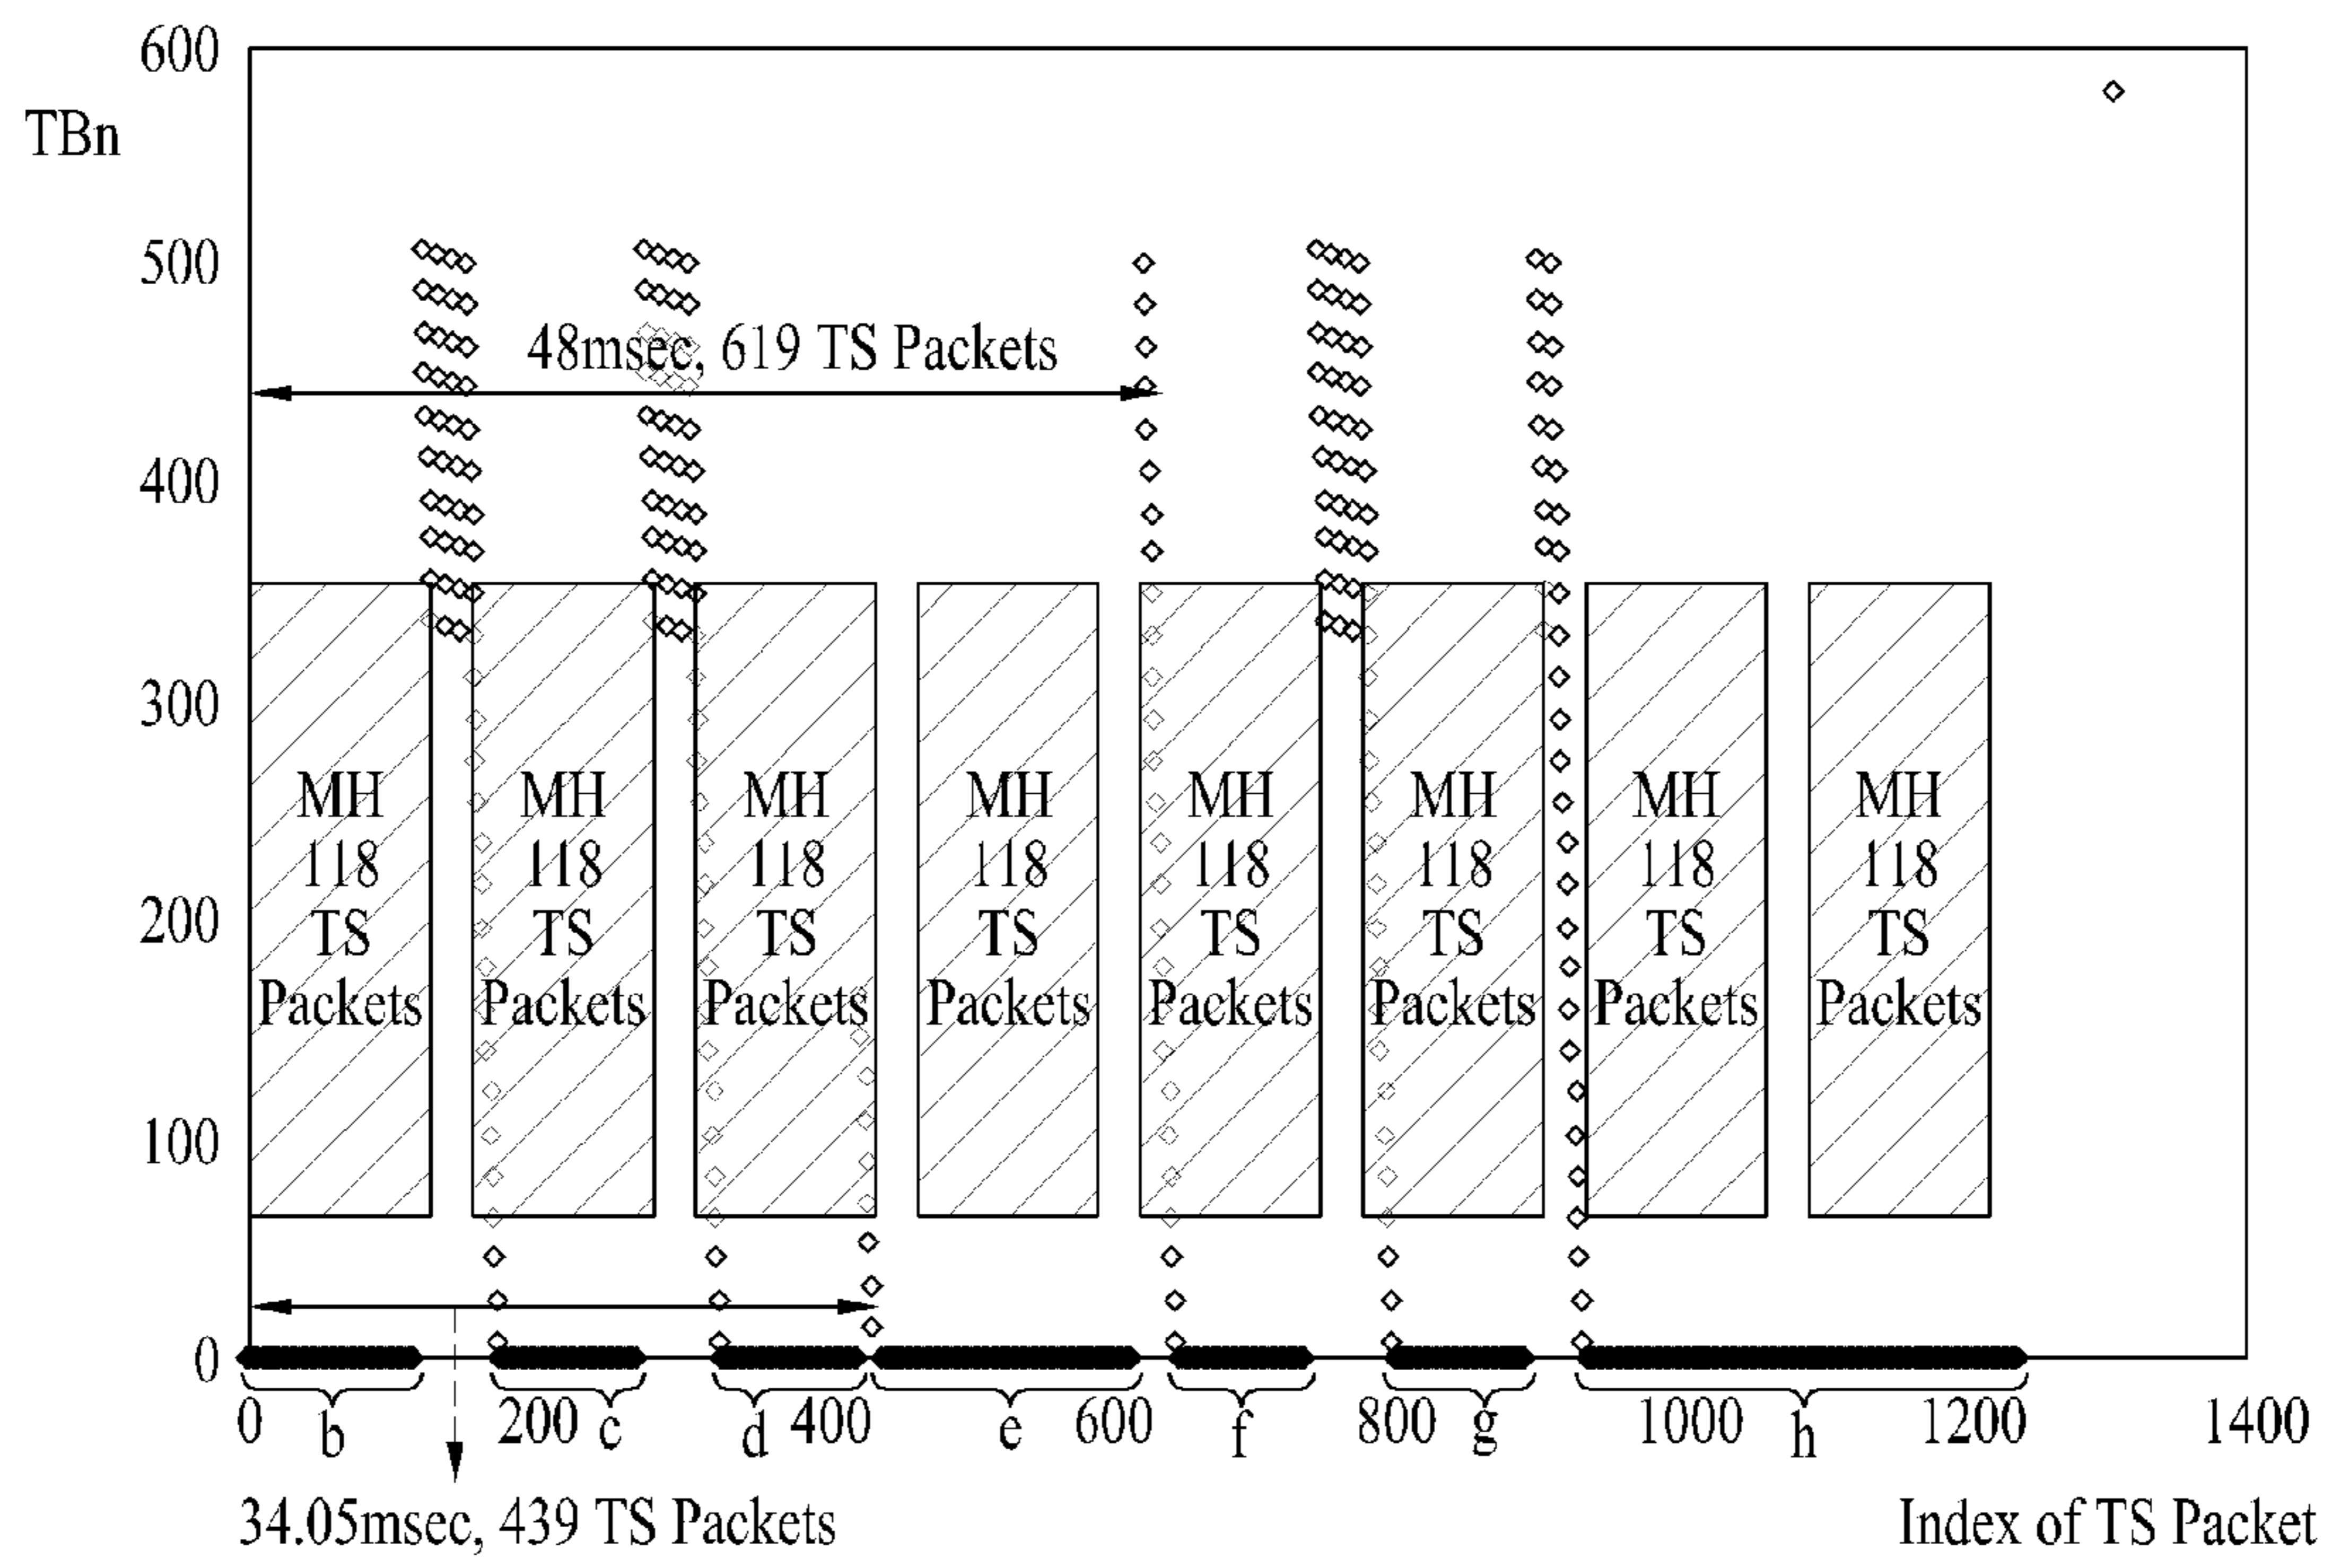 600
TBn
500
48msec, 619 TS Packets
400
300
MH
118
TS
Packets
MH
118
TS
Packets
MH
118
TS
Packets
MH
118
TS
Packets
MH
118
TS
Packets
MH
118
TS
Packets
MH
118
TS
Packets
MH
118
TS
Packets
200
100
0
0 b 200 c d 400 e 600 f 800 g 1000 h 1200 1400
34.05msec, 439 TS Packets
Index of TS Packet